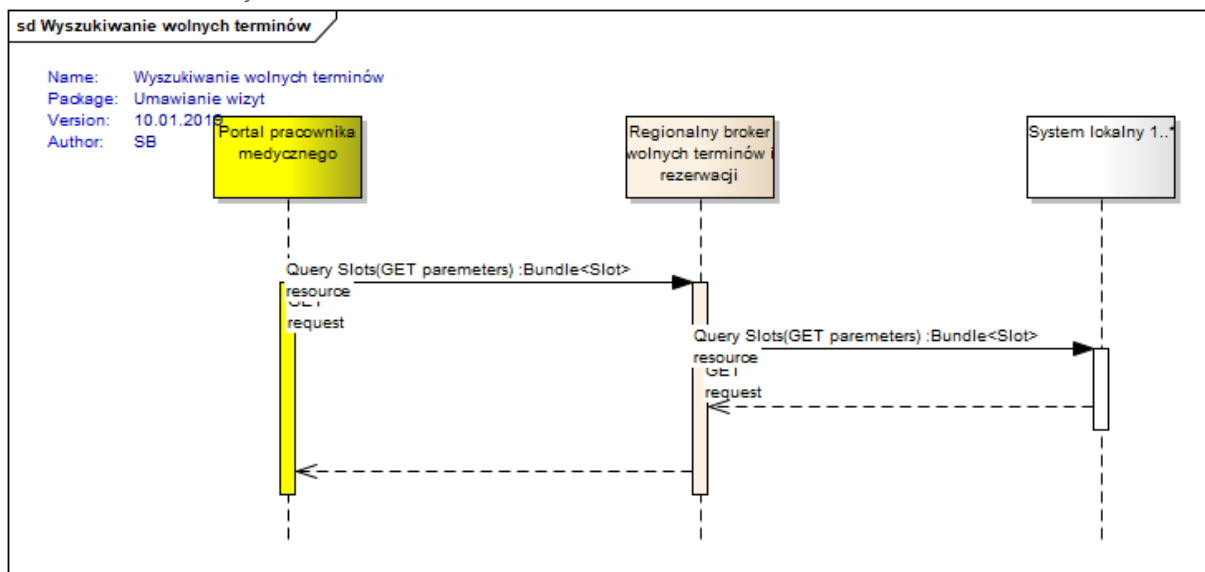 sd Wyszukiwanie wolnych terminów
Name: Wyszukiwanie wolnych terminów
Package: Umawianie wizyt
Version: 10.01.2019
Author: SB
Portal pracownika
medycznego
Regionalny broker
wolnych terminów i
rezerwacji
System lokalny 1..*
Query Slots(GET paremeters) :Bundle<Slot>
resource
GET
request
Query Slots(GET paremeters) :Bundle<Slot>
resource
GET
request